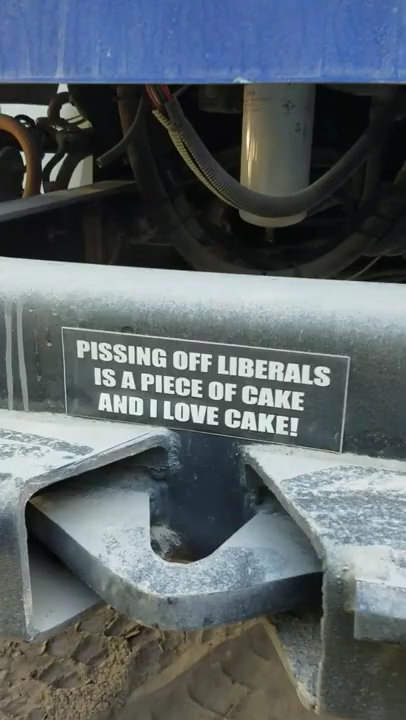 PISSING OFF LIBERALS
IS A PIECE OF CAKE
AND I LOVE CAKE!